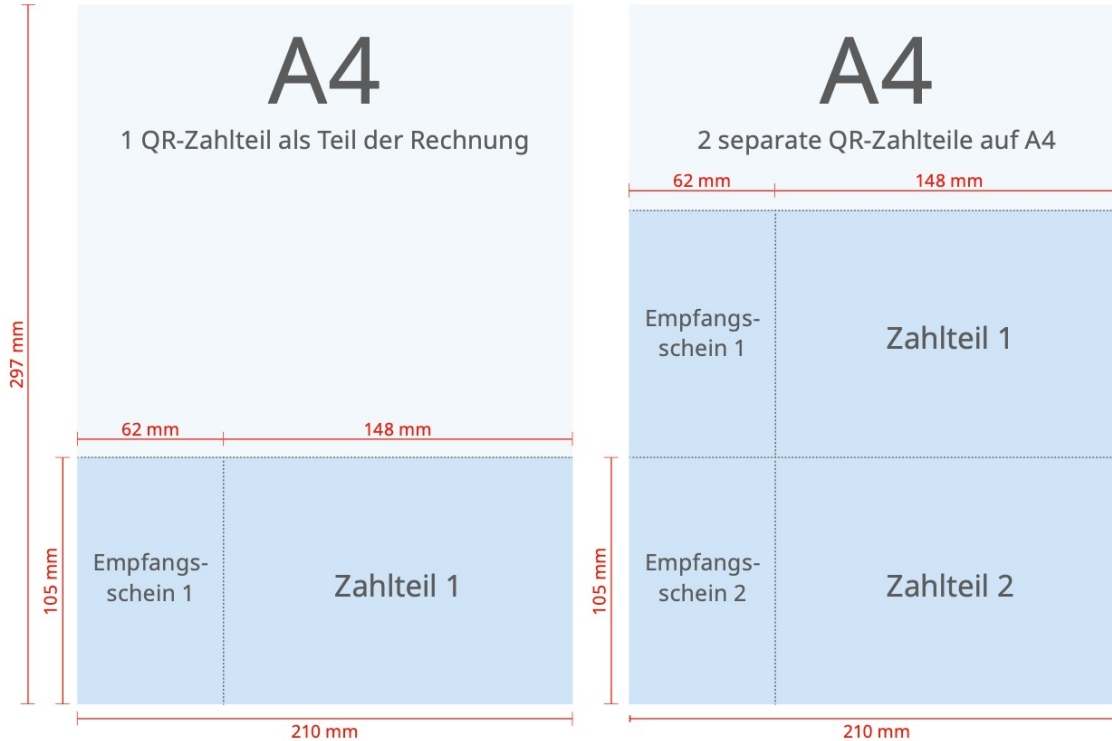 A4
1 QR-Zahlteil als Teil der Rechnung
297 mm
62 mm
148 mm
105 mm
Empfangs-
schein 1
Zahlteil 1
210 mm
A4
2 separate QR-Zahlteile auf A4
62 mm
148 mm
Empfangs-
schein 1
Zahlteil 1
105 mm
Empfangs-
schein 2
Zahlteil 2
210 mm